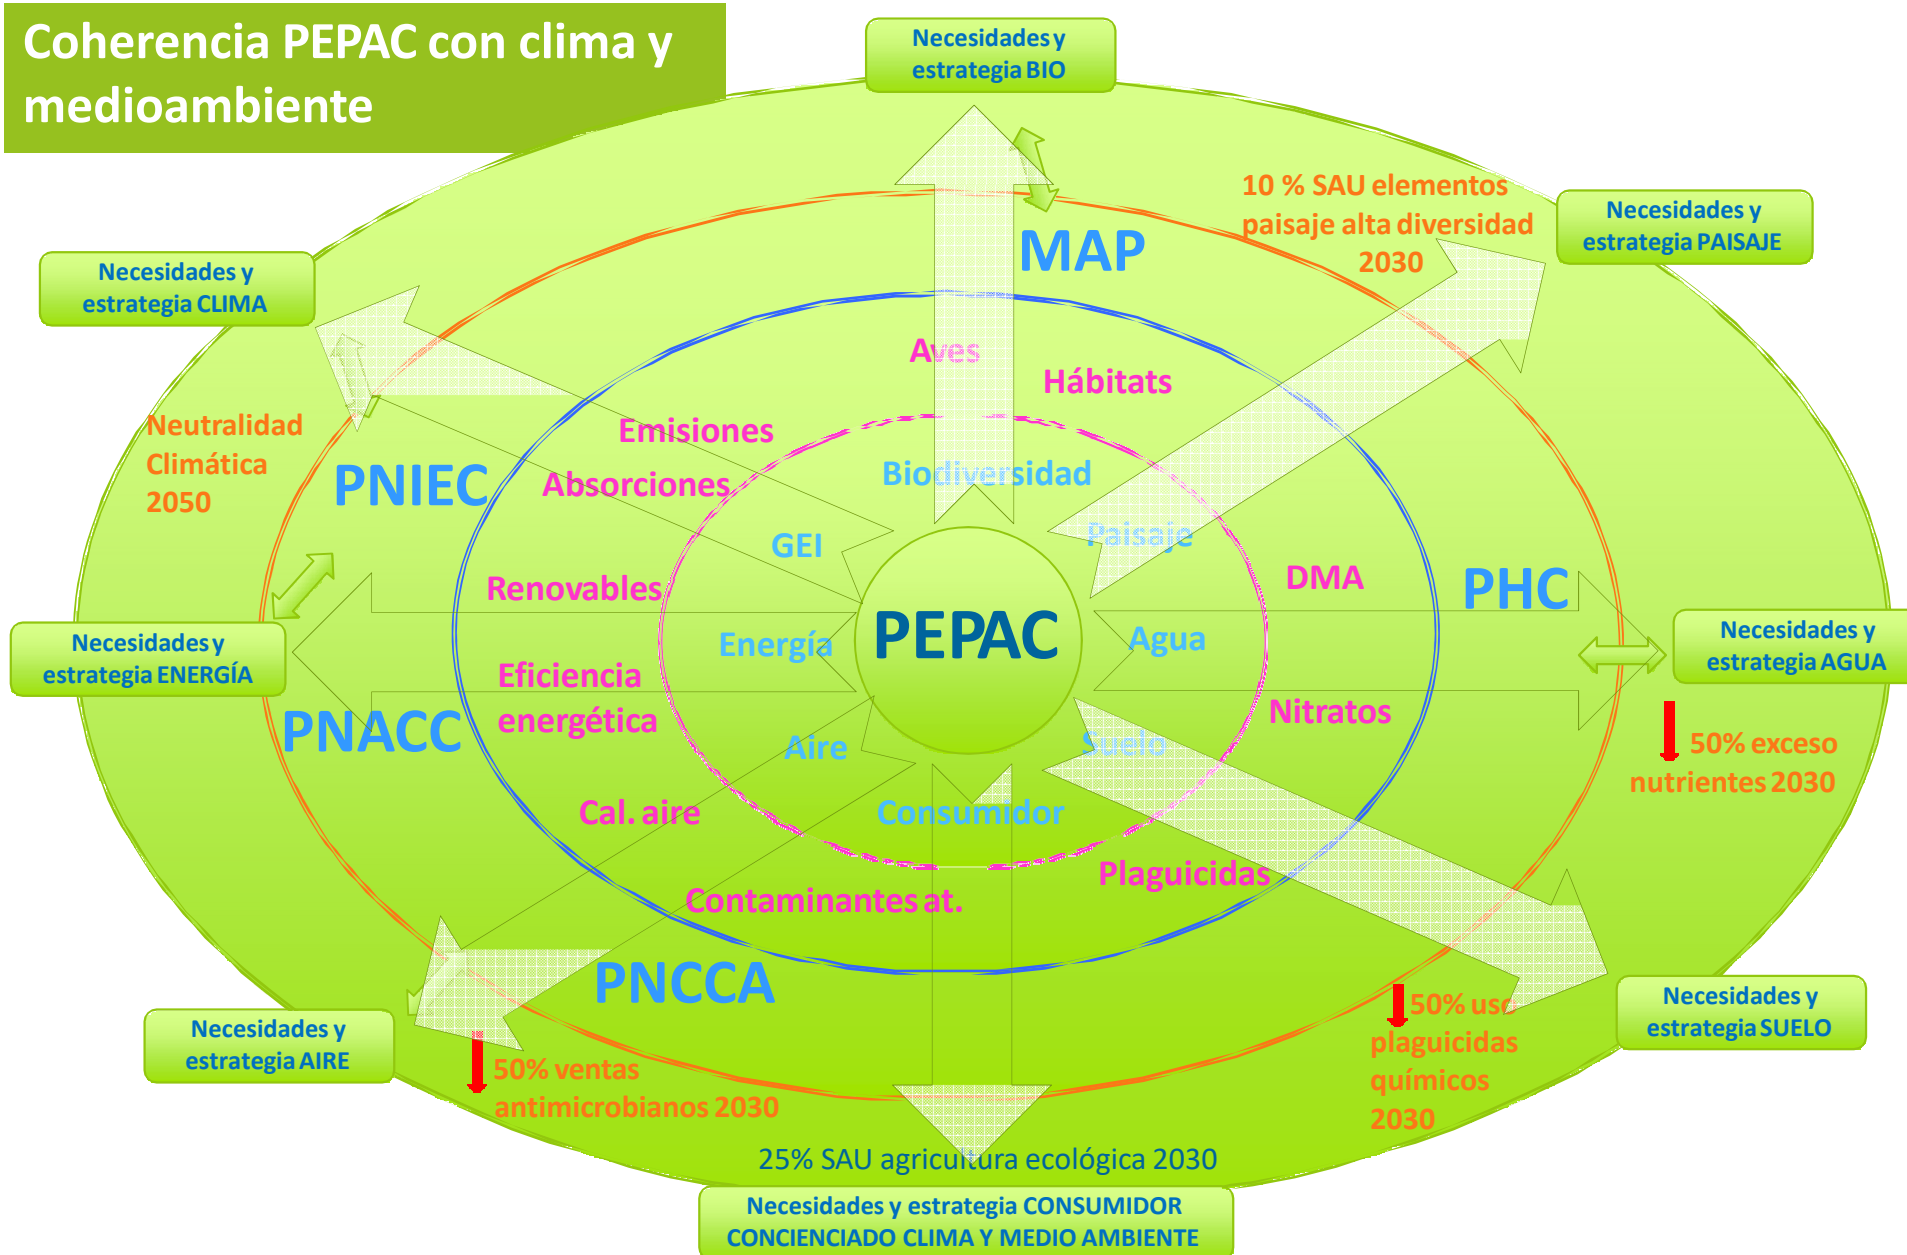 Coherencia PEPAC con clima y
medioambiente
Necesidades y
estrategia BIO
10 % SAU elementos
paisaje alta diversidad
2030
Necesidades y
estrategia PAISAJE
MAP
Necesidades y
estrategia CLIMA
Aves
Hábitats
Neutralidad
Climática
2050
Emisiones
Absorciones
PNIEC
Biodiversidad
GEI
Paisaje
Renovables
DMA
PHC
Necesidades y
estrategia ENERGÍA
Energía
PEPAC
Agua
Necesidades y
estrategia AGUA
Eficiencia
energética
PNACC
Nitratos
Aire
Suelo
50% exceso
nutrientes 2030
Cal. aire
Consumidor
Contaminantes at.
Plaguicidas
PNCCA
Necesidades y
estrategia AIRE
50% ventas
antimicrobianos 2030
50% uso
plaguicidas
químicos
2030
Necesidades y
estrategia SUELO
25% SAU agricultura ecológica 2030
Necesidades y estrategia CONSUMIDOR
CONCIENCIADO CLIMA Y MEDIO AMBIENTE